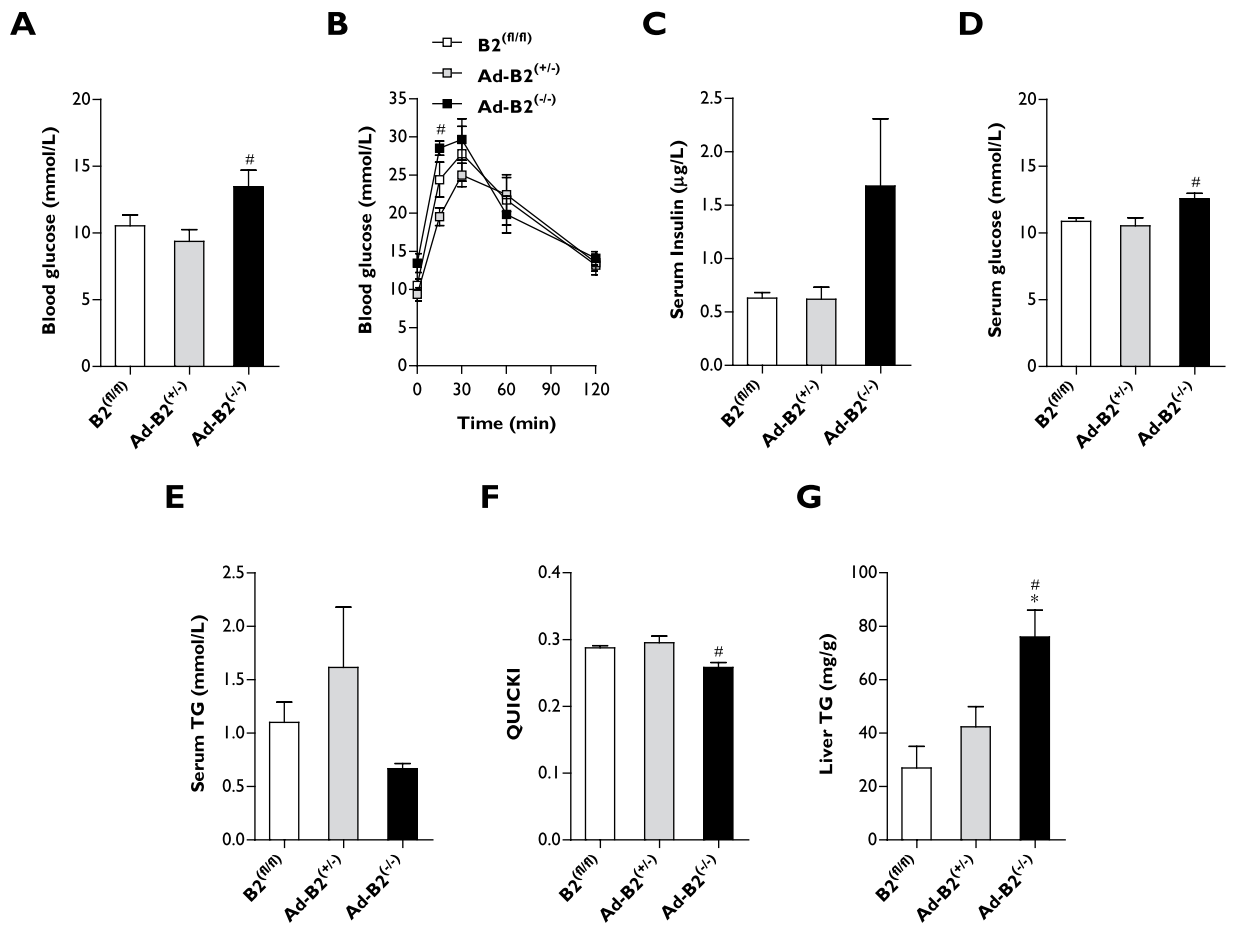 A
B
C
D
B2(fl/fl)
Ad-B2(+/-)
Ad-B2(-/-)
Blood glucose (mmol/L)
20
15
10
5
0
#
B2(fl/fl)
Ad-B2(+/-)
Ad-B2(-/-)
Blood glucose (mmol/L)
35
30
25
20
15
10
5
0
#
0
30
60
90
120
Time (min)
Serum Insulin (μg/L)
2.5
2.0
1.5
1.0
0.5
0.0
B2(fl/fl)
Ad-B2(+/-)
Ad-B2(-/-)
Serum glucose (mmol/L)
20
15
10
5
0
#
B2(fl/fl)
Ad-B2(+/-)
Ad-B2(-/-)
E
F
G
Serum TG (mmol/L)
2.5
2.0
1.5
1.0
0.5
0.0
B2(fl/fl)
Ad-B2(+/-)
Ad-B2(-/-)
QUICKI
0.4
0.3
0.2
0.1
0.0
#
B2(fl/fl)
Ad-B2(+/-)
Ad-B2(-/-)
Liver TG (mg/g)
100
80
60
40
20
0
#
*
B2(fl/fl)
Ad-B2(+/-)
Ad-B2(-/-)